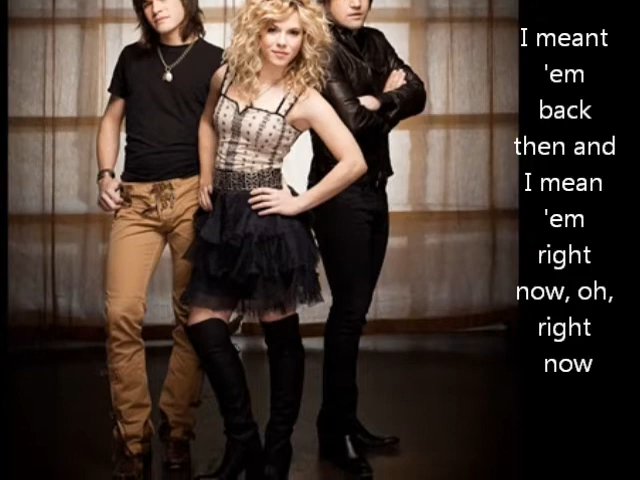 I meant
'em
back
then and
I mean
'em
right
now, oh,
right
now